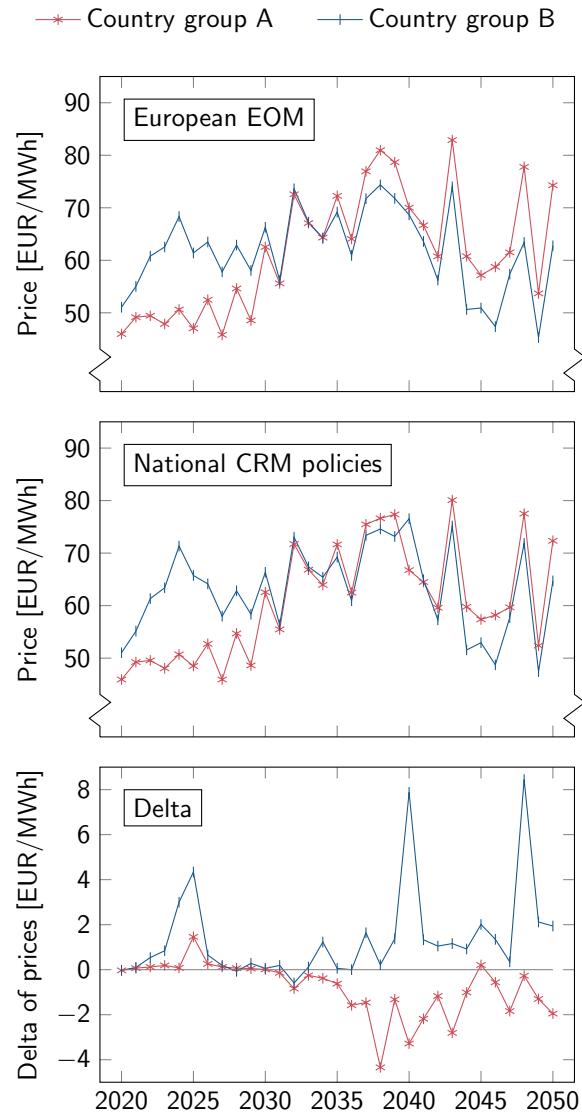 Country group A Country group B
European EOM
Price [EUR/MWh]
90
80
70
60
50
National CRM policies
Price [EUR/MWh]
90
80
70
60
50
Delta
Delta of prices [EUR/MWh]
8
6
4
2
0
−2
−4
2020 2025 2030 2035 2040 2045 2050